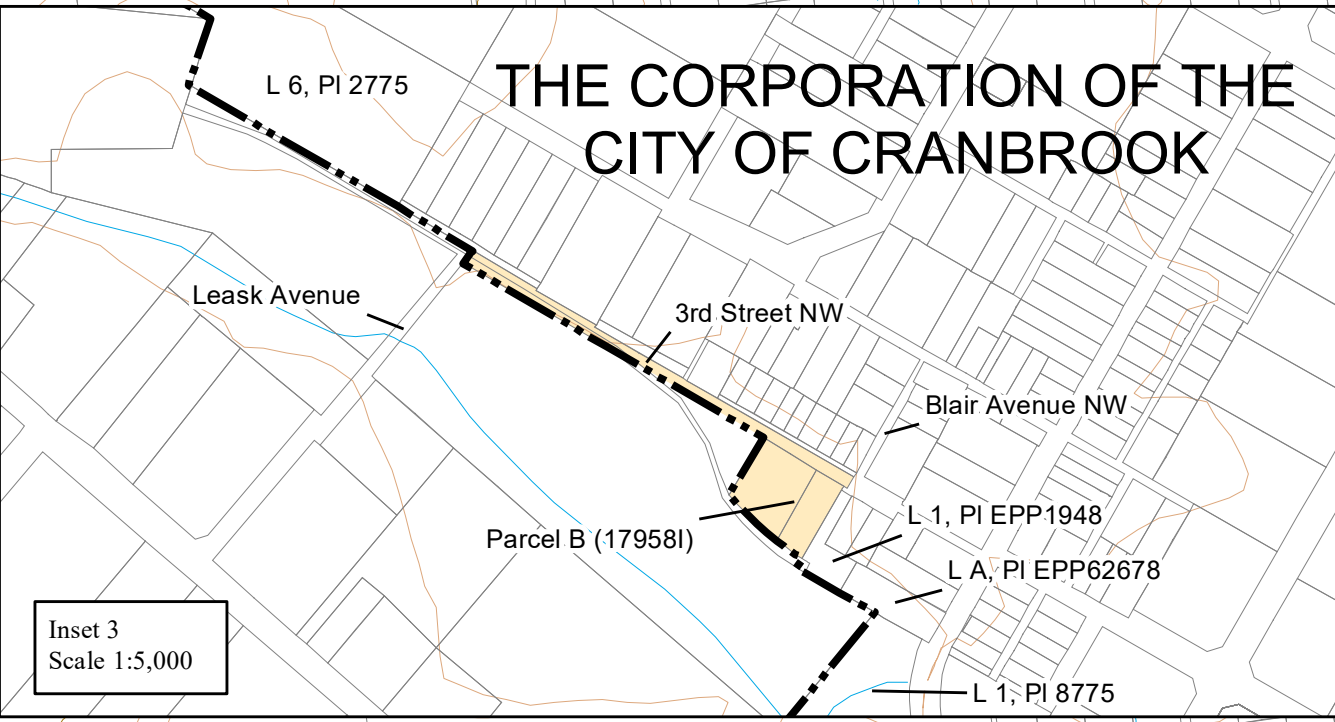 THE CORPORATION OF THE
CITY OF CRANBROOK
L 6, Pl 2775
Leask Avenue
3rd Street NW
Blair Avenue NW
Parcel B (17958I)
L 1, Pl EPP1948
L A, Pl EPP62678
L 1, Pl 8775
Inset 3
Scale 1:5,000